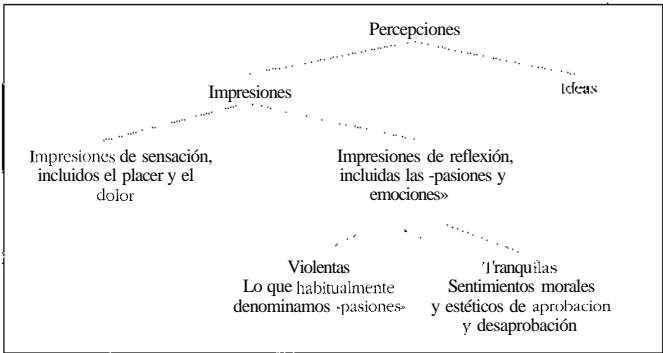 Percepciones
Impresiones
Ideas
Impresiones de sensación,
incluidos el placer y el
dolor
Impresiones de reflexión,
incluidas las -pasiones y
emociones»
Violentas
Lo que habitualmente
denominamos -pasiones-
Tranquilas
Sentimientos morales
y estéticos de aprobacion
y desaprobación